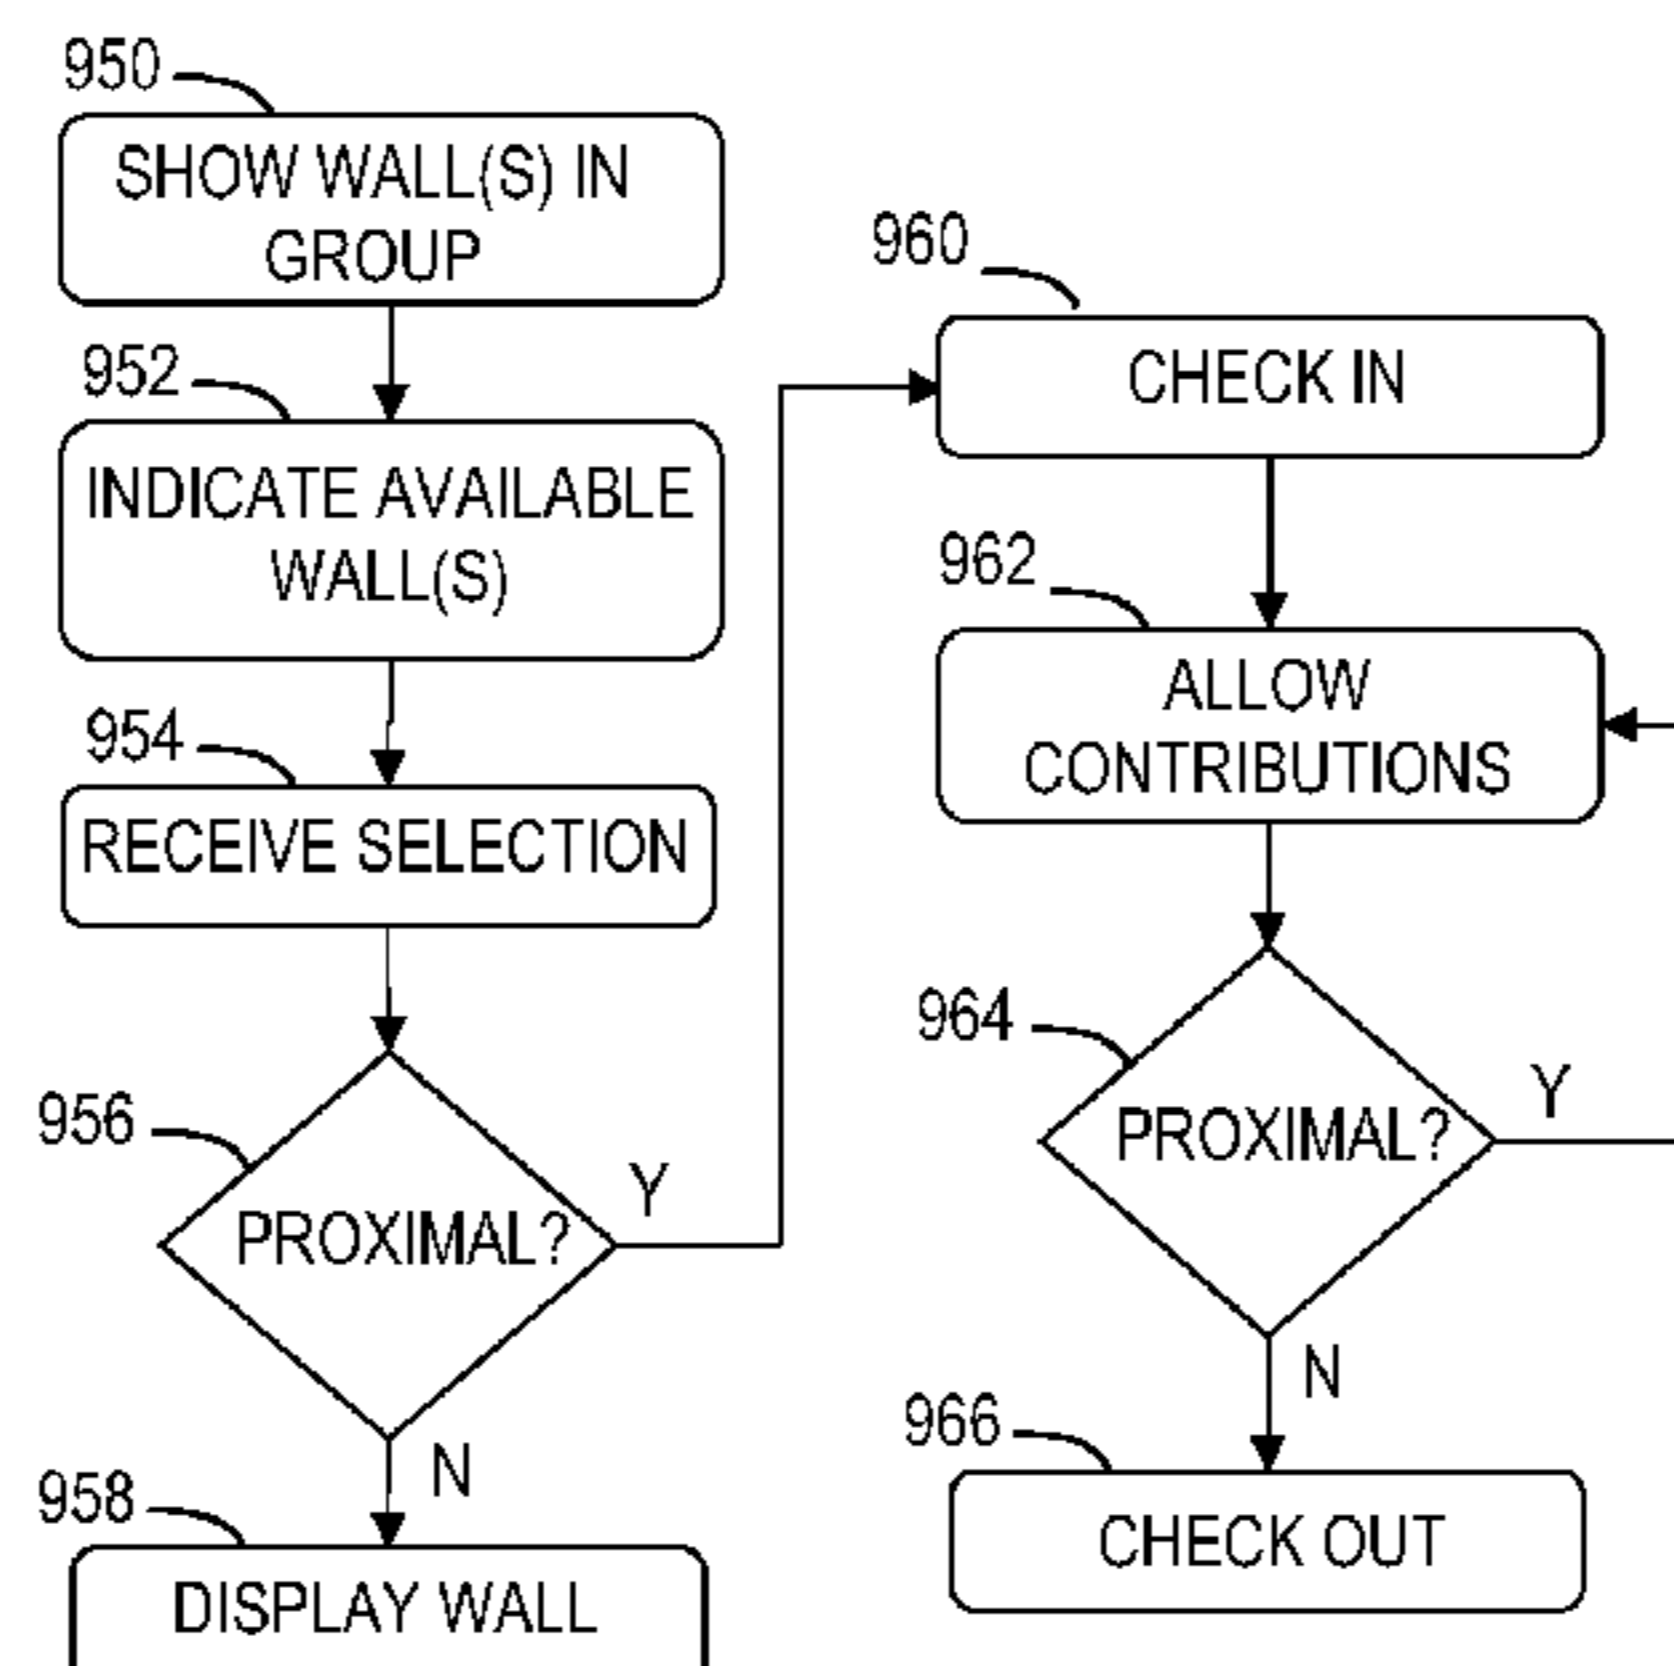 950
SHOW WALL(S) IN
GROUP
952
INDICATE AVAILABLE
WALL(S)
954
RECEIVE SELECTION
956
PROXIMAL?
Y
N
958
DISPLAY WALL
960
CHECK IN
962
ALLOW
CONTRIBUTIONS
964
PROXIMAL?
Y
N
966
CHECK OUT